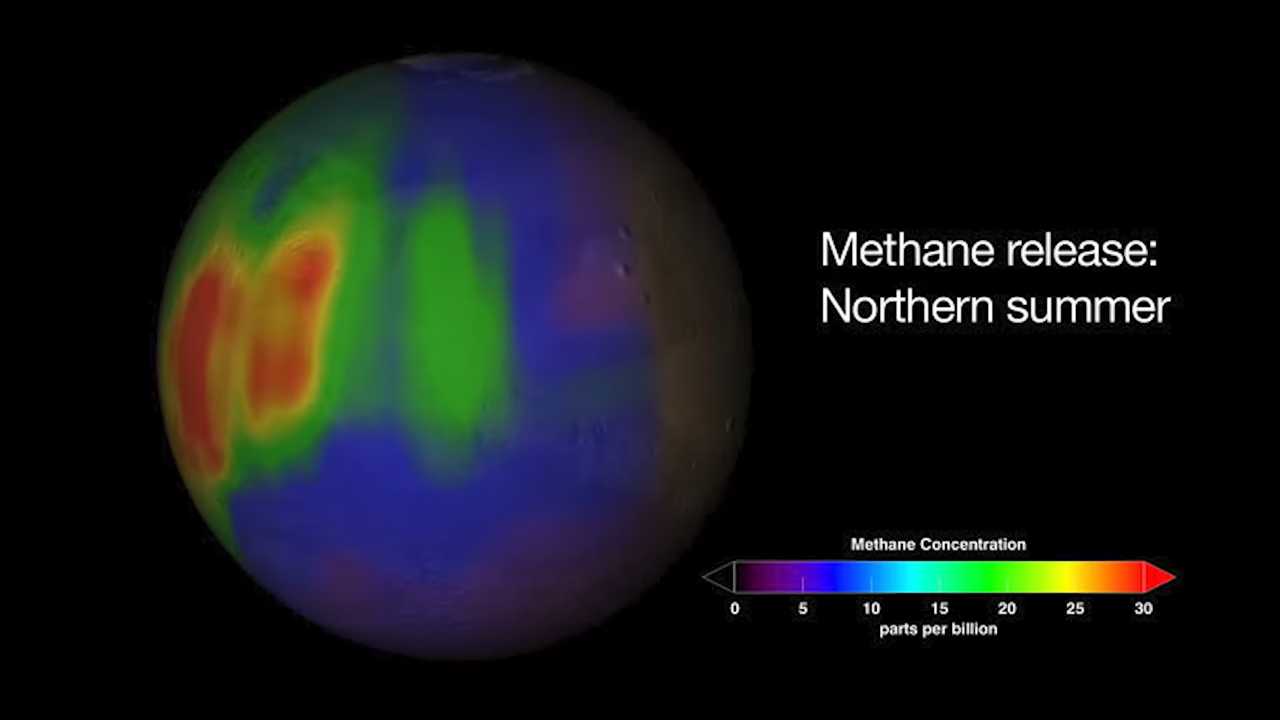 Methane release:
Northern summer
Methane Concentration
0 5 10 15 20 25 30
parts per billion